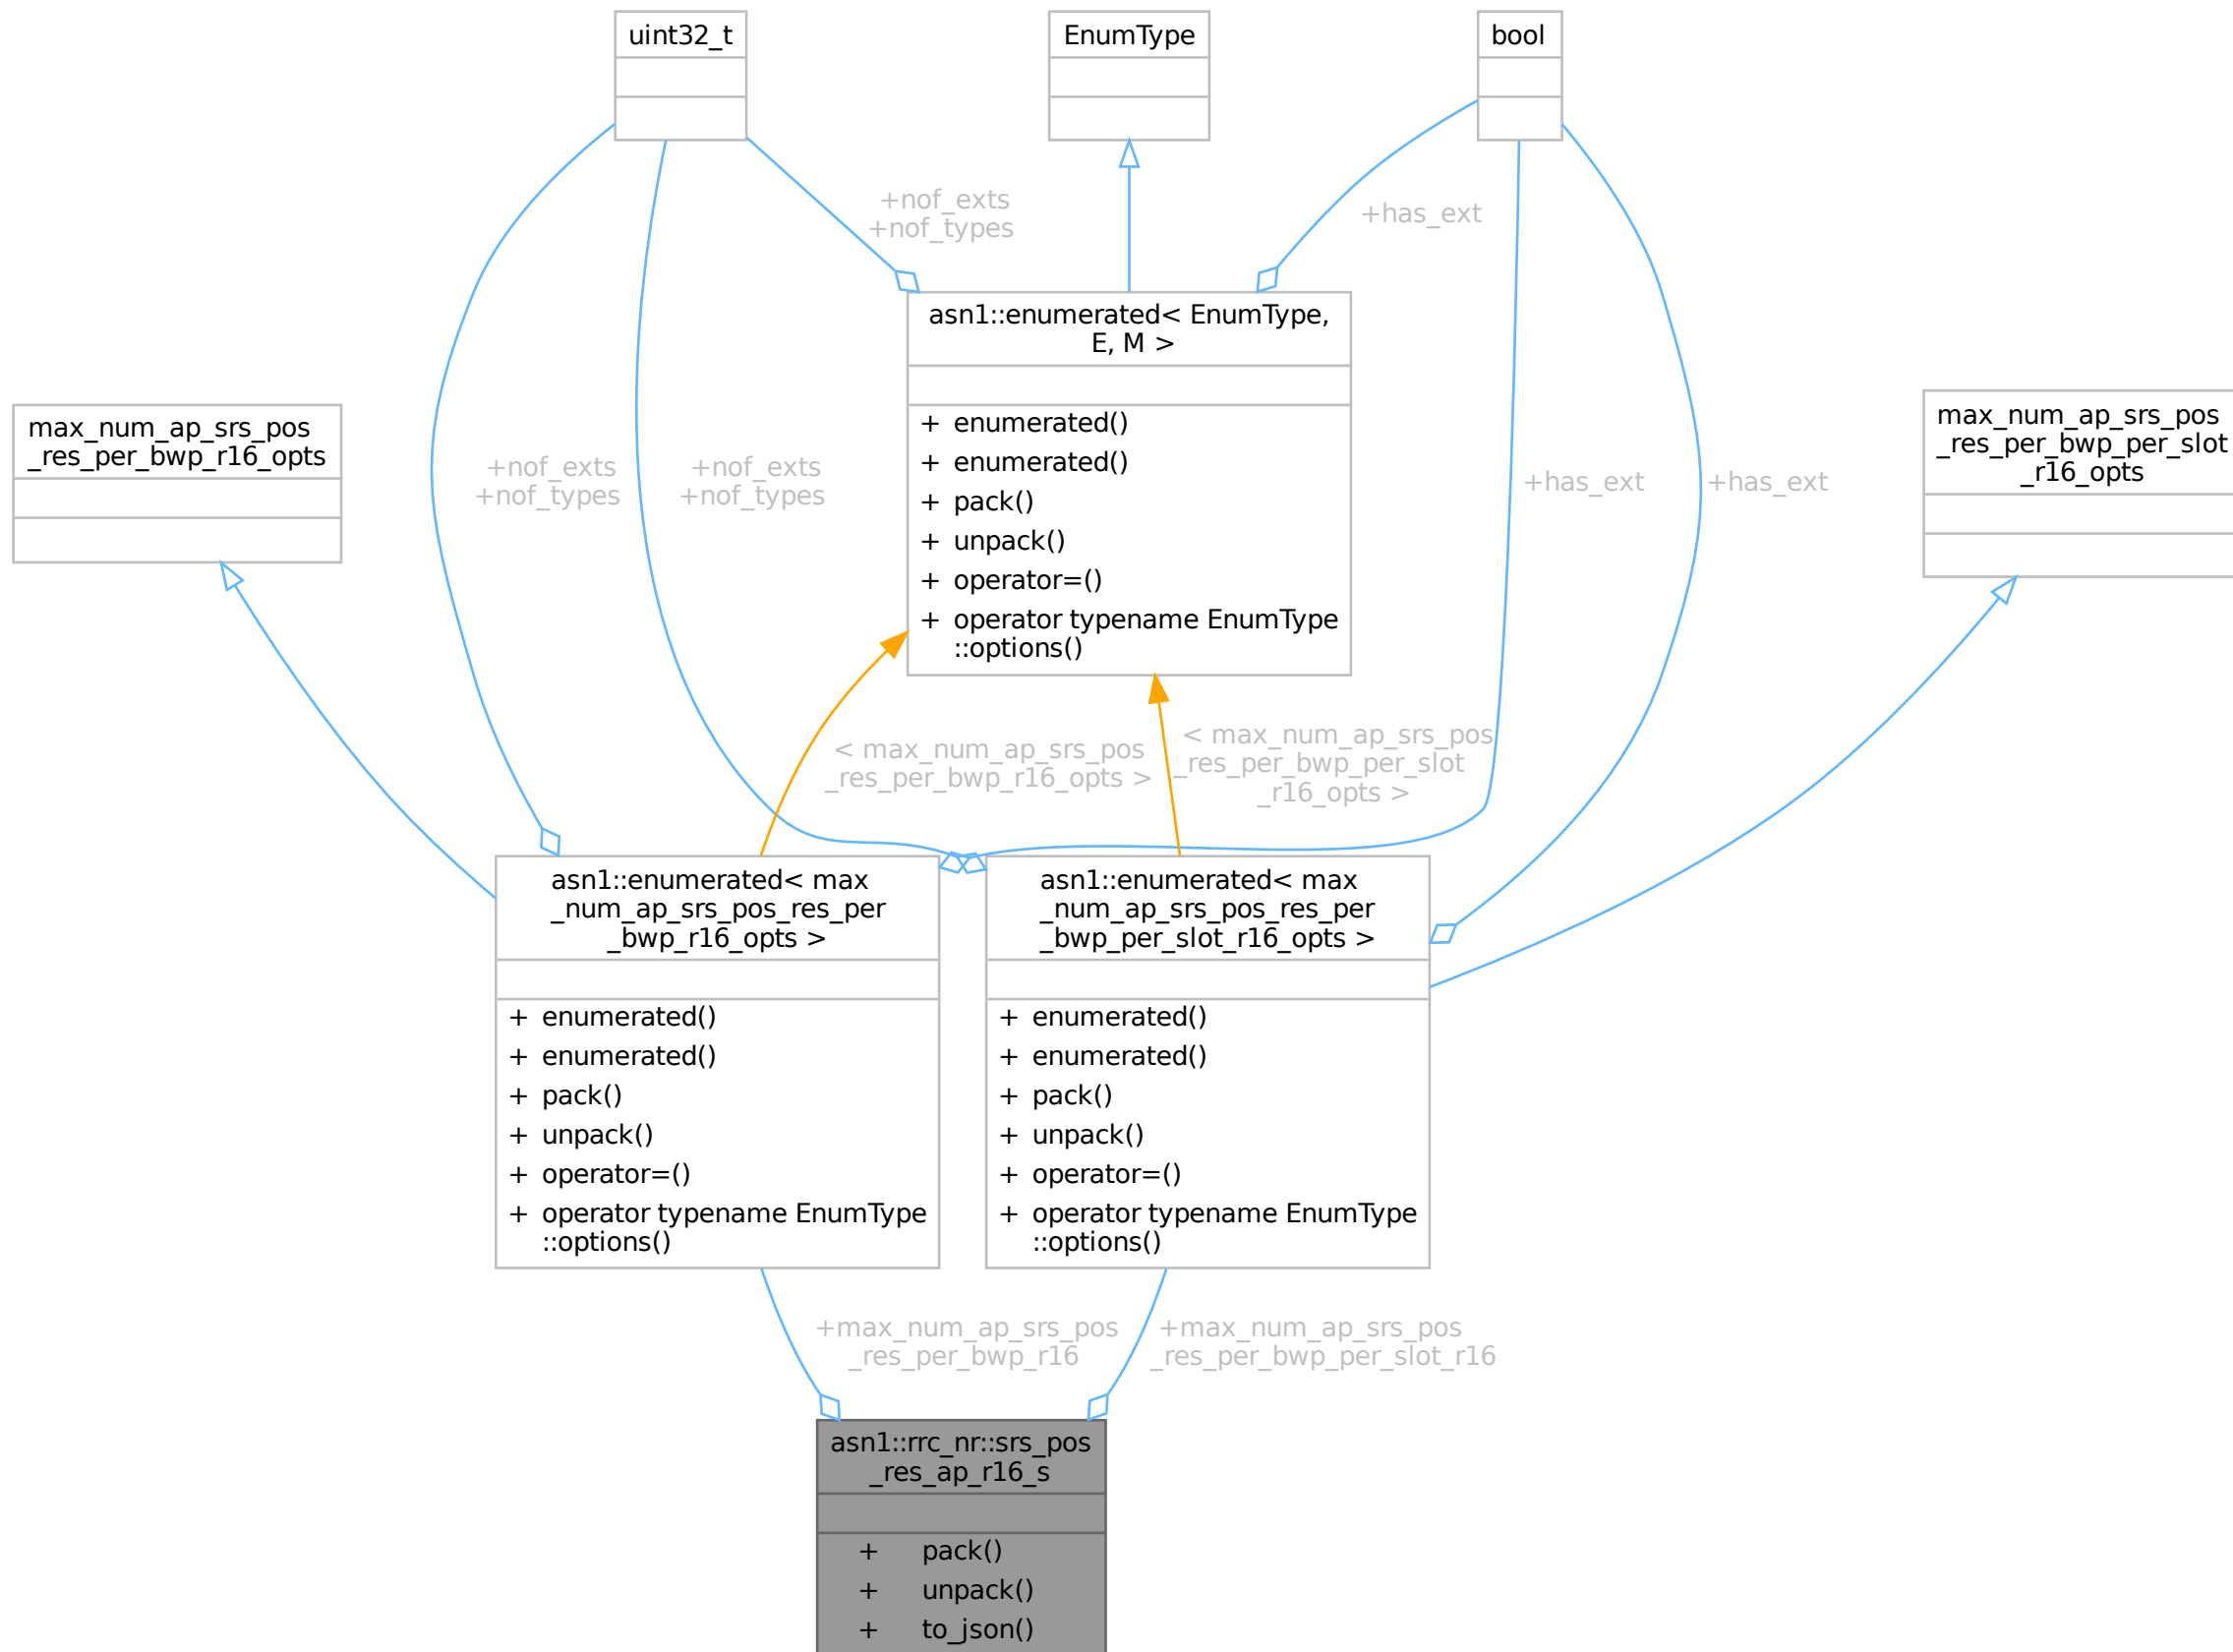 uint32_t
EnumType
bool
+nof_exts
+nof_types
+has_ext
asn1::enumerated< EnumType,
E, M >
+ enumerated()
+ enumerated()
+ pack()
+ unpack()
+ operator=()
+ operator typename EnumType
::options()
max_num_ap_srs_pos
_res_per_bwp_r16_opts
+nof_exts
+nof_types
+nof_exts
+nof_types
+has_ext
+has_ext
max_num_ap_srs_pos
_res_per_bwp_per_slot
_r16_opts
< max_num_ap_srs_pos
_res_per_bwp_r16_opts >
< max_num_ap_srs_pos
_res_per_bwp_per_slot
_r16_opts >
asn1::enumerated< max
_num_ap_srs_pos_res_per
_bwp_r16_opts >
+ enumerated()
+ enumerated()
+ pack()
+ unpack()
+ operator=()
+ operator typename EnumType
::options()
asn1::enumerated< max
_num_ap_srs_pos_res_per
_bwp_per_slot_r16_opts >
+ enumerated()
+ enumerated()
+ pack()
+ unpack()
+ operator=()
+ operator typename EnumType
::options()
+max_num_ap_srs_pos
_res_per_bwp_r16
+max_num_ap_srs_pos
_res_per_bwp_per_slot_r16
asn1::rrc_nr::srs_pos
_res_ap_r16_s
+ pack()
+ unpack()
+ to_json()